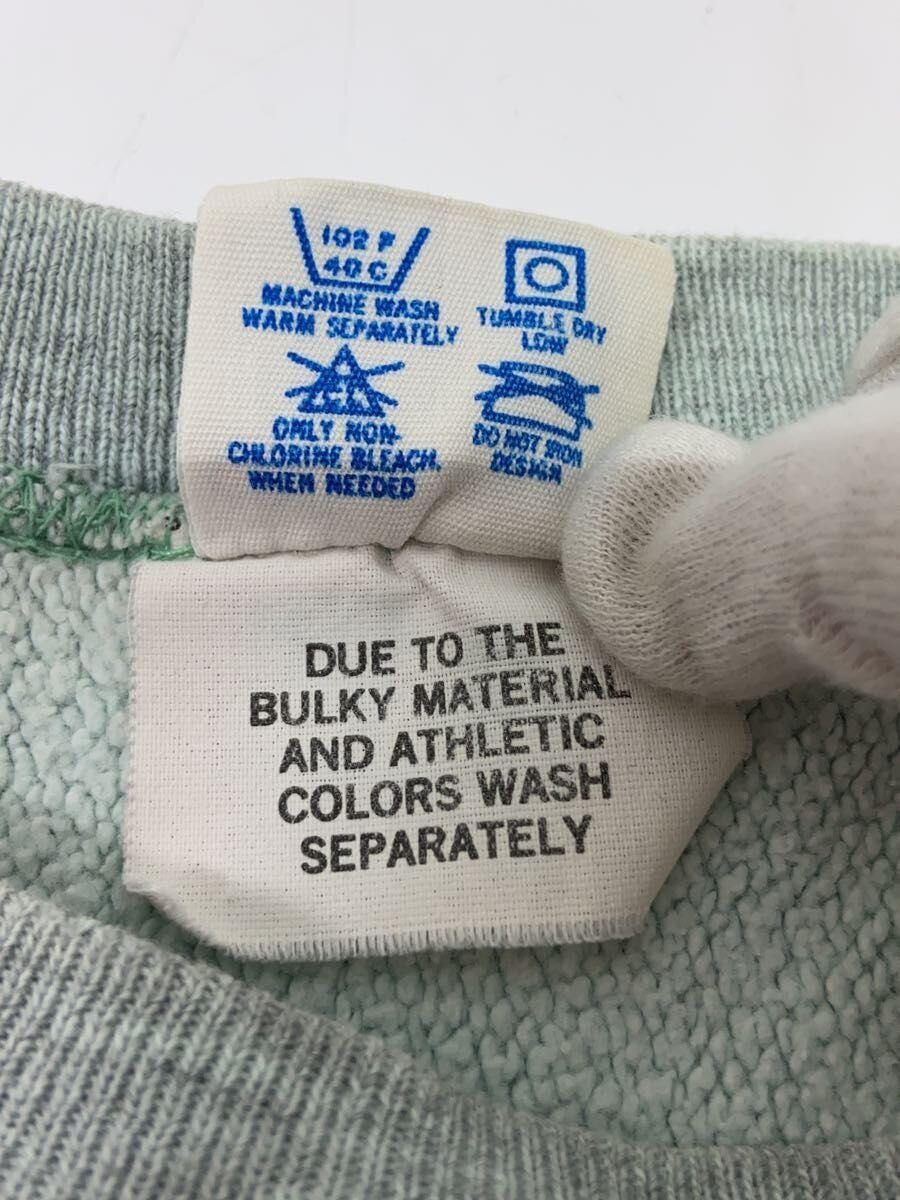 102 F
40 C
MACHINE WASH
WARM SEPARATELY
TUMBLE DRY
LOW
ONLY NON-
CHLORINE BLEACH.
WHEN NEEDED
DO NOT IRON
DESIGN
DUE TO THE
BULKY MATERIAL
AND ATHLETIC
COLORS WASH
SEPARATELY